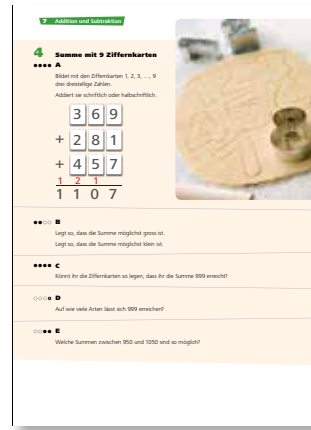 7 Addition und Subtraktion
4 Summe mit 9 Ziffernkarten
A
Bildet mit den Ziffernkarten 1, 2, 3, …, 9
drei dreistellige Zahlen.
Addiert sie schriftlich oder halbschriftlich.
3 6 9
+ 2 8 1
+ 4 5 7
1 2 1
1 1 0 7
B
Legt so, dass die Summe möglichst gross ist.
Legt so, dass die Summe möglichst klein ist.
C
Könnt ihr die Ziffernkarten so legen, dass ihr die Summe 999 erreicht?
D
Auf wie viele Arten lässt sich 999 erreichen?
E
Welche Summen zwischen 950 und 1050 sind so möglich?